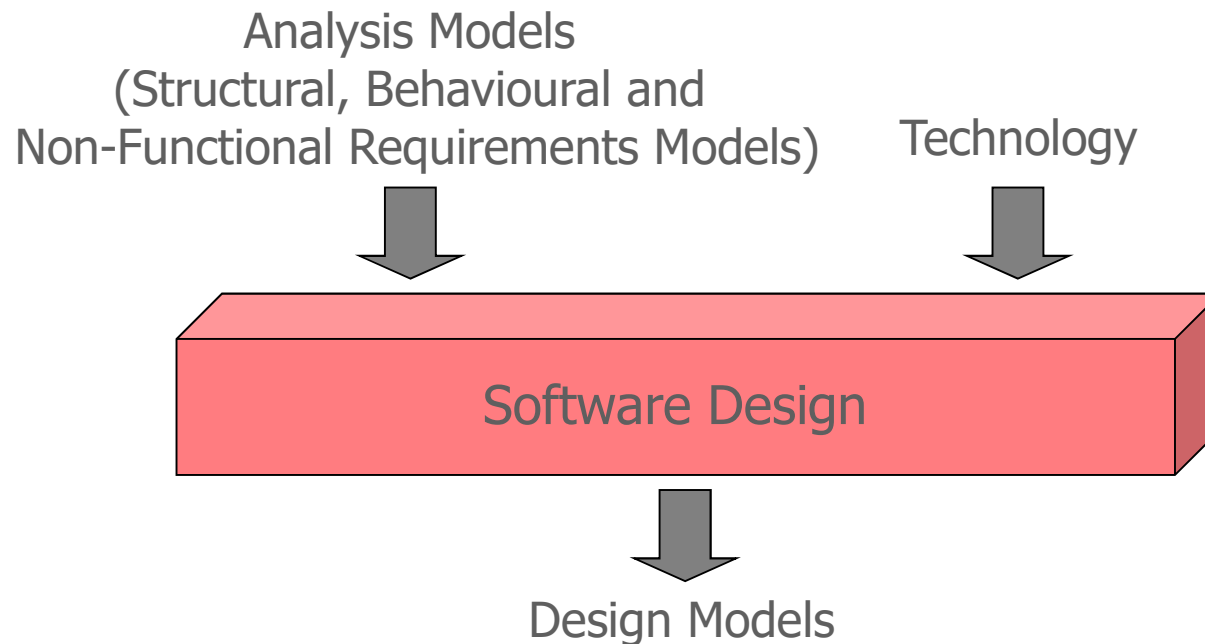 Analysis Models
(Structural, Behavioural and
Non-Functional Requirements Models)
Technology
Software Design
Design Models